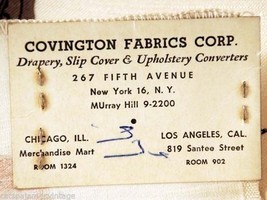 COVINGTON FABRICS CORP.
Drapery, Slip Cover & Upholstery Converters
267 FIFTH AVENUE
New York 16, N. Y.
MUrray Hill 9-2200
CHICAGO, ILL.
Merchandise Mart
ROOM 1324
LOS ANGELES, CAL.
819 Santee Street
ROOM 902